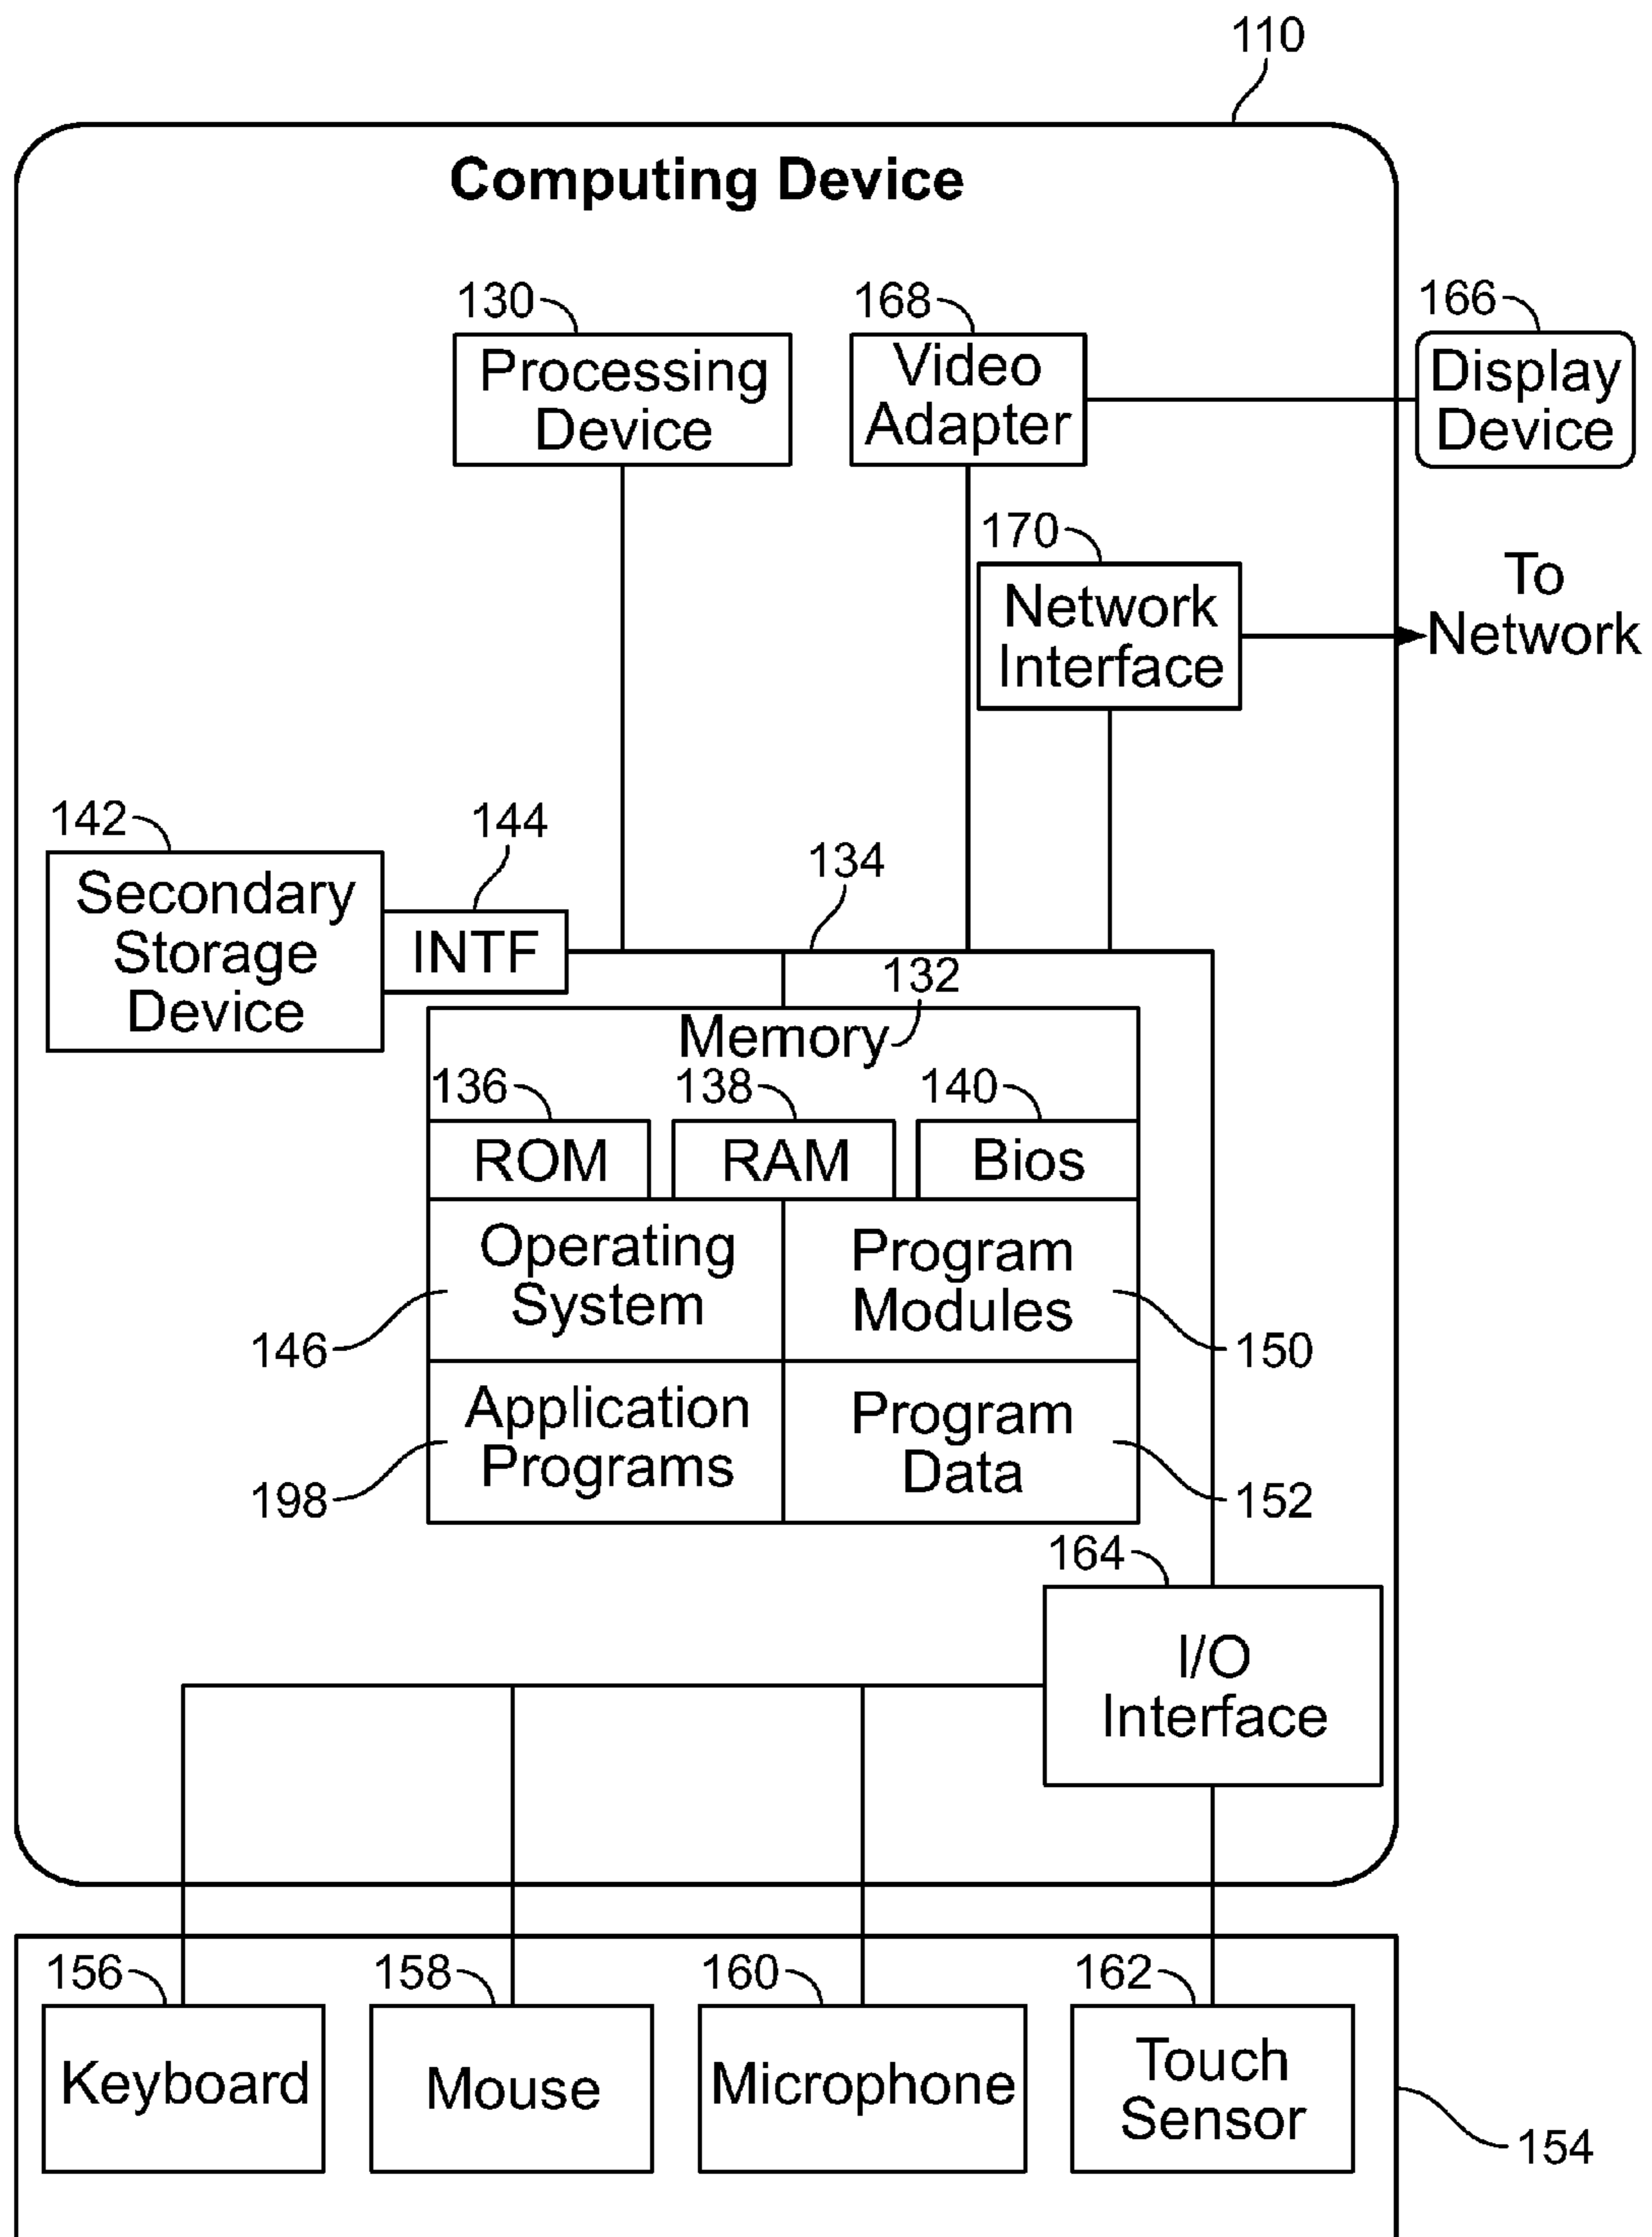 110
Computing Device
130
Processing
Device
168
Video
Adapter
166
Display
Device
170
Network
Interface
To
Network
142
Secondary
Storage
Device
144
INTF
134
132
Memory
136
ROM
138
RAM
140
Bios
Operating
System
146
Program
Modules
150
Application
Programs
198
Program
Data
152
164
I/O
Interface
156
Keyboard
158
Mouse
160
Microphone
162
Touch
Sensor
154